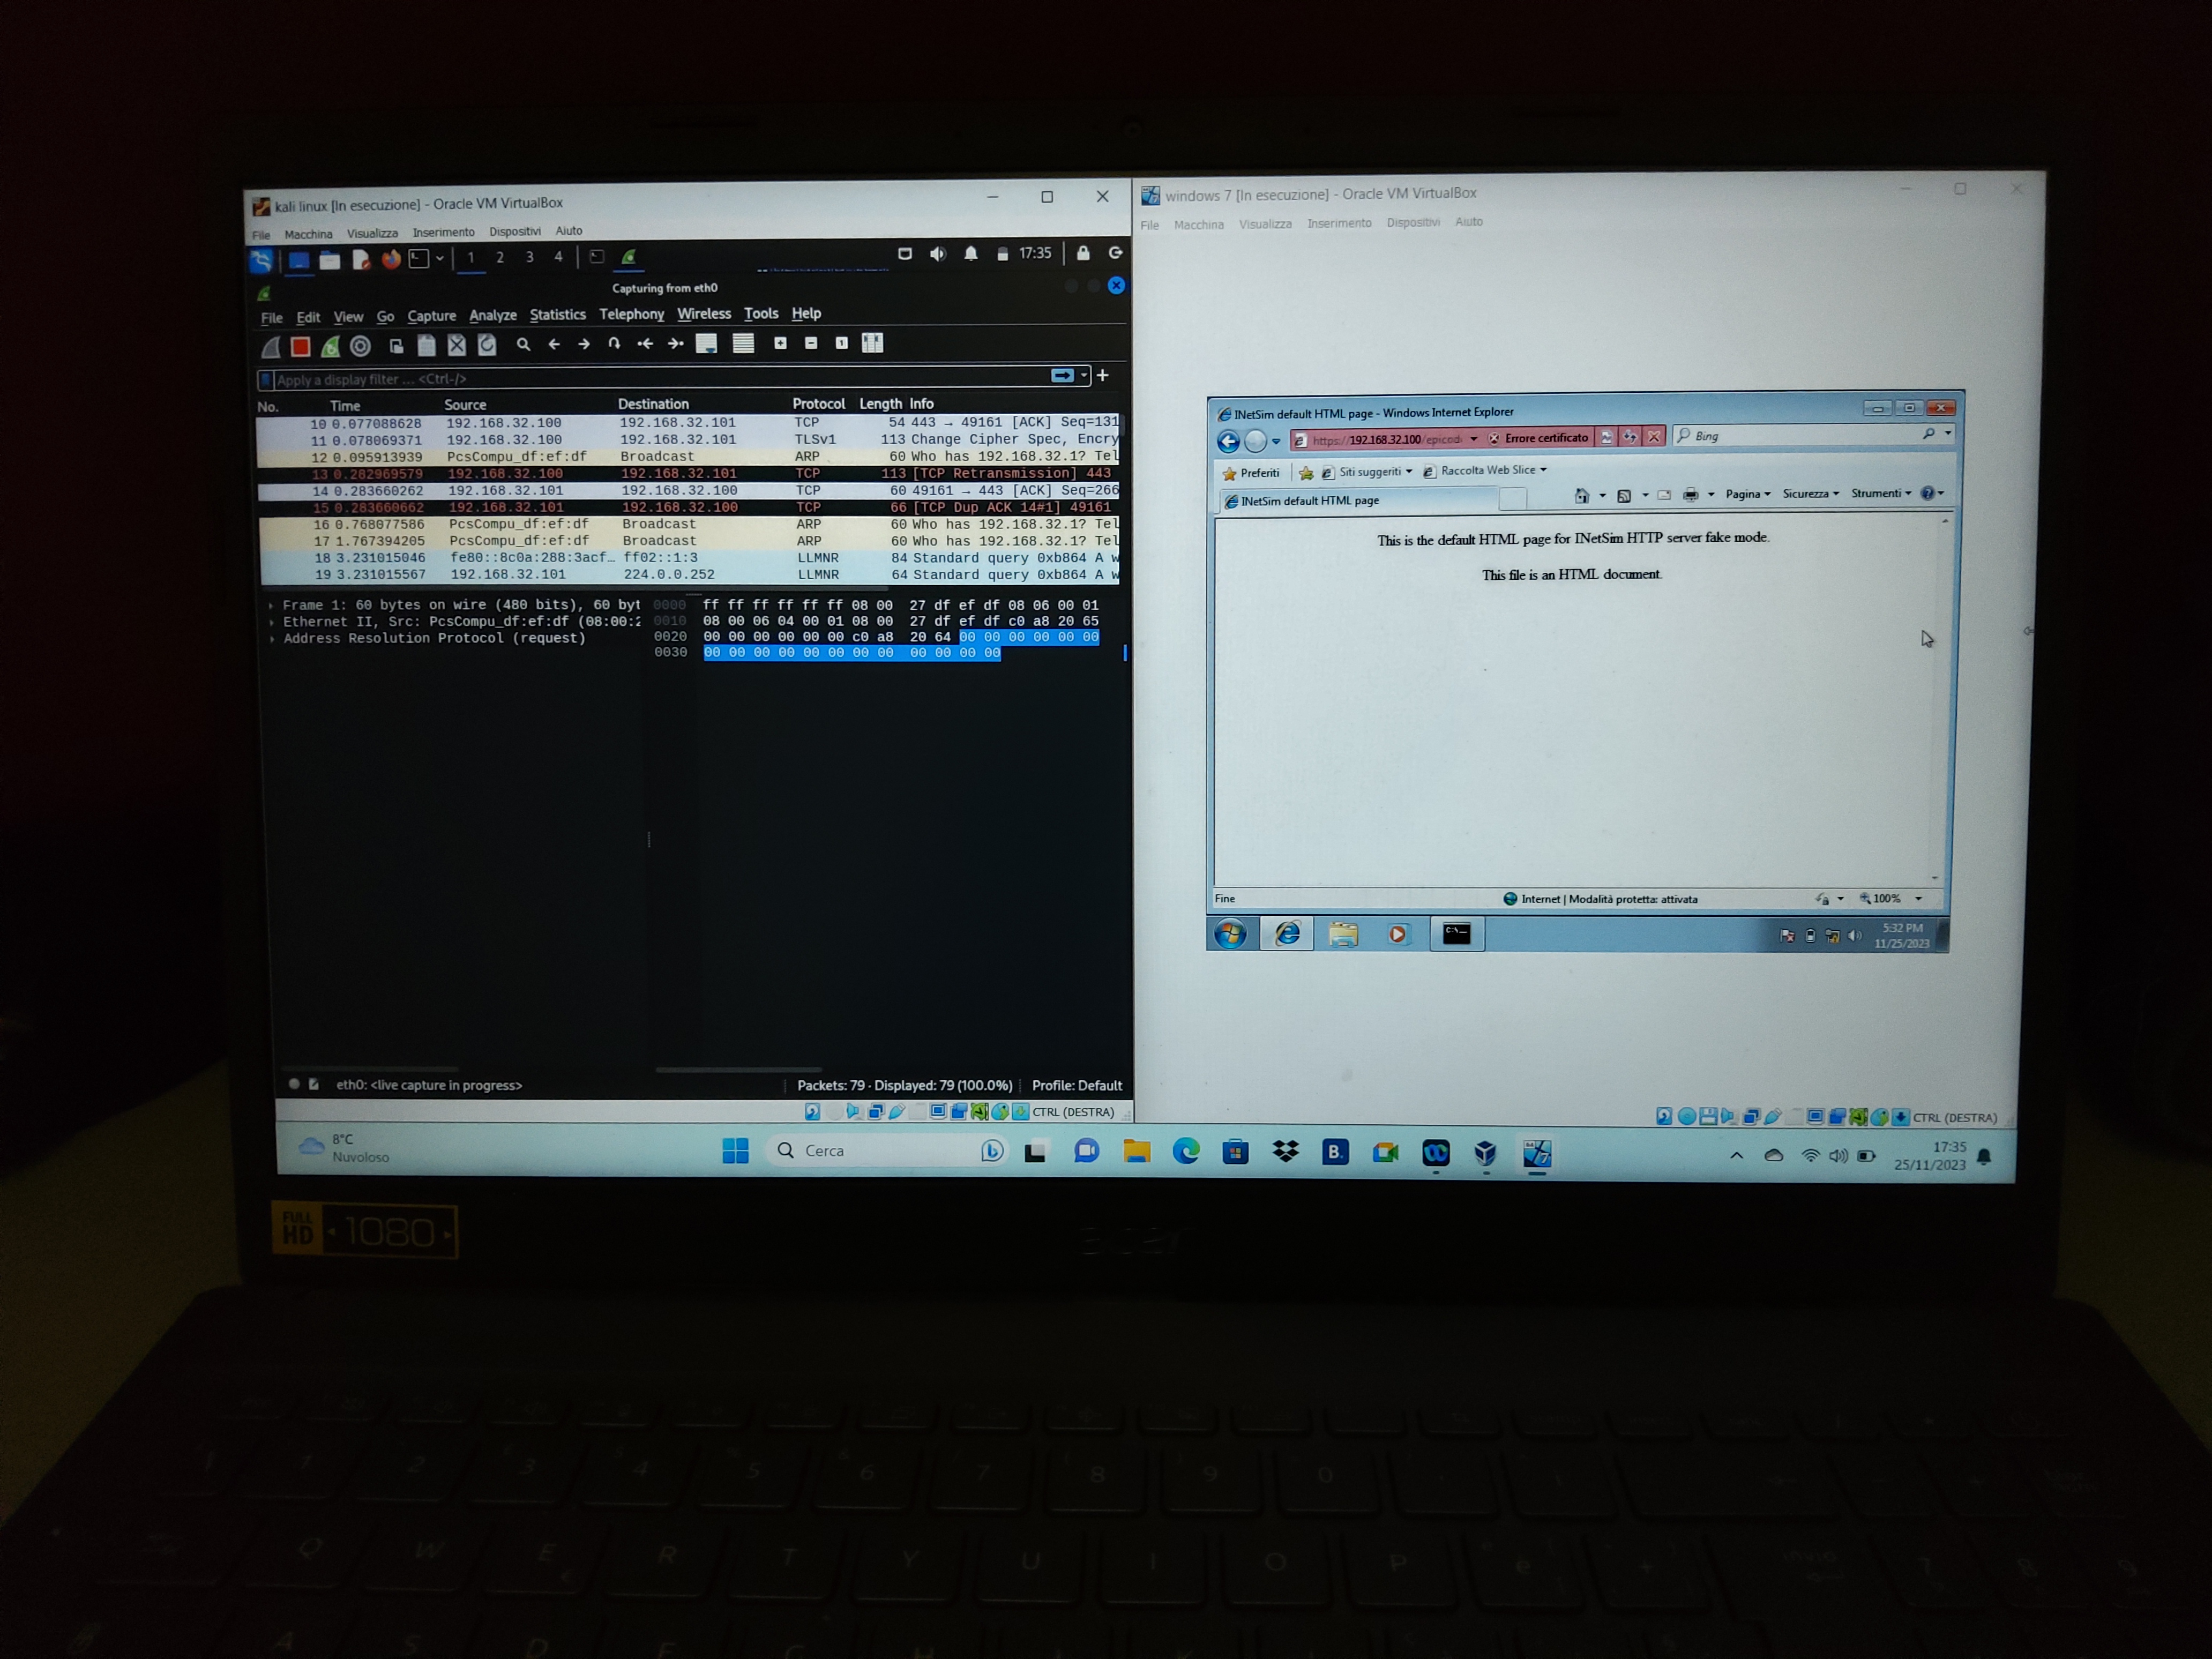 kali linux [In esecuzione] - Oracle VM VirtualBox
File Macchina Visualizza Inserimento Dispositivi Aiuto
1 2 3 4 17:35
Capturing from eth0
File Edit View Go Capture Analyze Statistics Telephony Wireless Tools Help
Apply a display filter ... <Ctrl-/>
No. Time Source Destination Protocol Length Info
10 0.077088628 192.168.32.100 192.168.32.101 TCP 54 443 → 49161 [ACK] Seq=131
11 0.078069371 192.168.32.100 192.168.32.101 TLSv1 113 Change Cipher Spec, Encry
12 0.095913939 PcsCompu_df:ef:df Broadcast ARP 60 Who has 192.168.32.1? Tel
13 0.282969579 192.168.32.100 192.168.32.101 TCP 113 [TCP Retransmission] 443
14 0.283660262 192.168.32.101 192.168.32.100 TCP 60 49161 → 443 [ACK] Seq=266
15 0.283660662 192.168.32.101 192.168.32.100 TCP 66 [TCP Dup ACK 14#1] 49161
16 0.768077586 PcsCompu_df:ef:df Broadcast ARP 60 Who has 192.168.32.1? Tel
17 1.767394205 PcsCompu_df:ef:df Broadcast ARP 60 Who has 192.168.32.1? Tel
18 3.231015046 fe80::8c0a:288:3acf… ff02::1:3 LLMNR 84 Standard query 0xb864 A w
19 3.231015567 192.168.32.101 224.0.0.252 LLMNR 64 Standard query 0xb864 A w
Frame 1: 60 bytes on wire (480 bits), 60 byt
Ethernet II, Src: PcsCompu_df:ef:df (08:00:2
Address Resolution Protocol (request)
0000 ff ff ff ff ff ff 08 00 27 df ef df 08 06 00 01
0010 08 00 06 04 00 01 08 00 27 df ef df c0 a8 20 65
0020 00 00 00 00 00 00 c0 a8 20 64 00 00 00 00 00 00
0030 00 00 00 00 00 00 00 00 00 00 00 00
eth0: <live capture in progress> Packets: 79 · Displayed: 79 (100.0%) Profile: Default
CTRL (DESTRA)
windows 7 [In esecuzione] - Oracle VM VirtualBox
File Macchina Visualizza Inserimento Dispositivi Aiuto
INetSim default HTML page - Windows Internet Explorer
https://192.168.32.100/epicod Errore certificato Bing
Preferiti Siti suggeriti Raccolta Web Slice
INetSim default HTML page Pagina Sicurezza Strumenti
This is the default HTML page for INetSim HTTP server fake mode.
This file is an HTML document.
Fine Internet | Modalità protetta: attivata 100%
5:32 PM
11/25/2023
CTRL (DESTRA)
8°C
Nuvoloso
Cerca
B.
17:35
25/11/2023
FULL HD 1080
acer
1 2 3 4 5 6 7 8 9 0
Q W E R T Y U I O P è +
7 8 9
A S D F G H